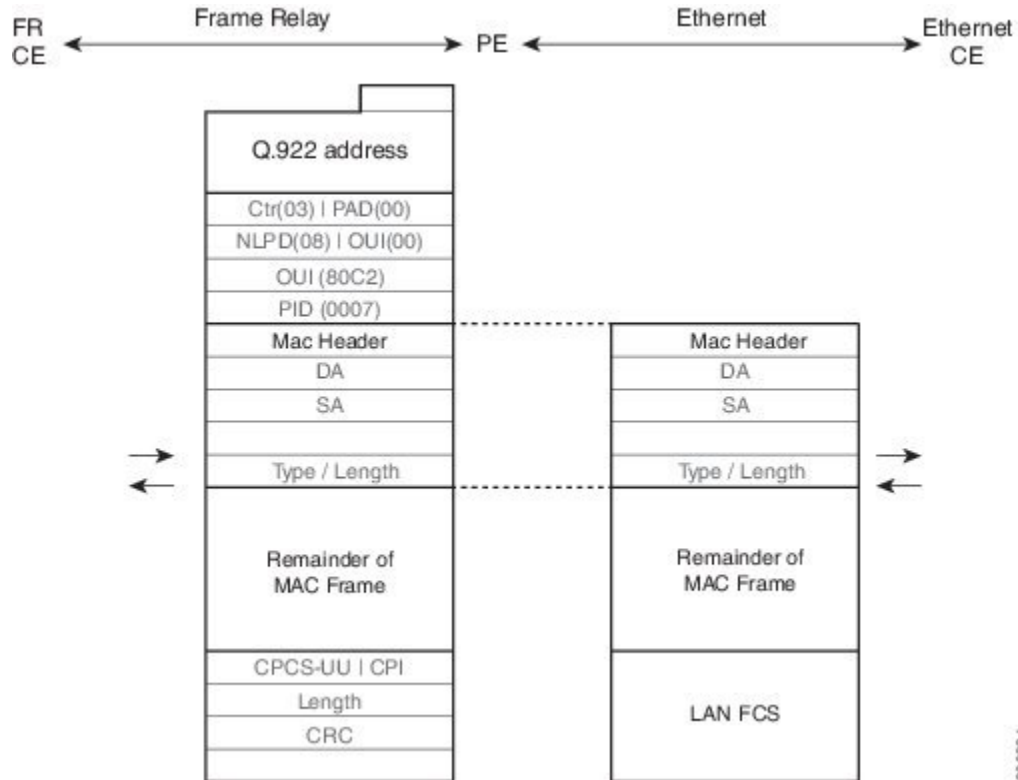 FR
CE
Frame Relay
PE
Ethernet
Ethernet
CE
Q.922 address
Ctr(03) | PAD(00)
NLPD(08) | OUI(00)
OUI (80C2)
PID (0007)
Mac Header
DA
SA
Type / Length
Remainder of
MAC Frame
CPCS-UU | CPI
Length
CRC
Mac Header
DA
SA
Type / Length
Remainder of
MAC Frame
LAN FCS